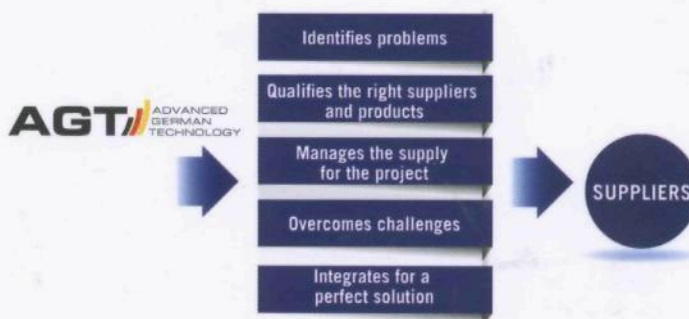 AGT
ADVANCED
GERMAN
TECHNOLOGY
Identifies problems
Qualifies the right suppliers
and products
Manages the supply
for the project
Overcomes challenges
Integrates for a
perfect solution
SUPPLIERS